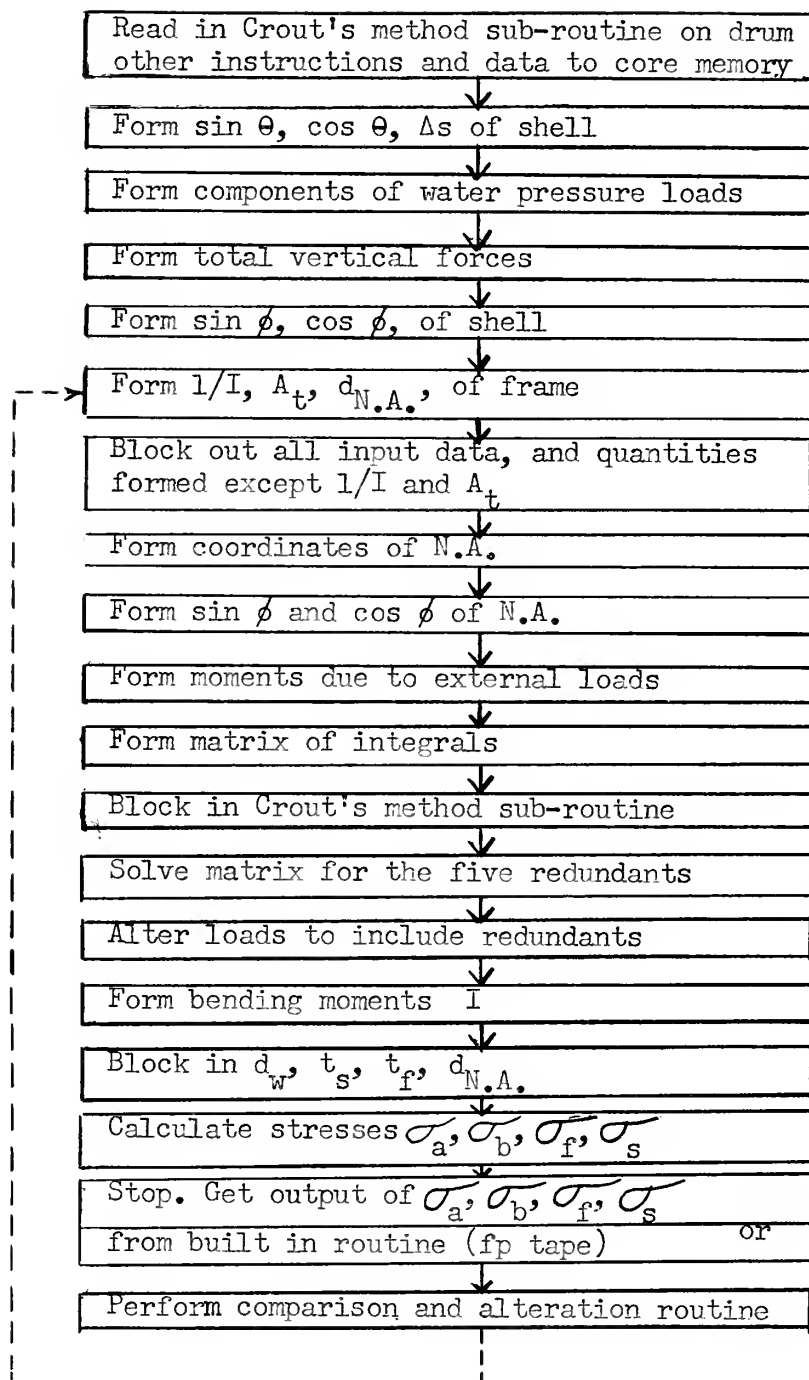 Read in Crout's method sub-routine on drum
other instructions and data to core memory
Form sin θ, cos θ, Δs of shell
Form components of water pressure loads
Form total vertical forces
Form sin ϕ, cos ϕ, of shell
Form 1/I, A_t, d_N.A., of frame
Block out all input data, and quantities
formed except 1/I and A_t
Form coordinates of N.A.
Form sin ϕ and cos ϕ of N.A.
Form moments due to external loads
Form matrix of integrals
Block in Crout's method sub-routine
Solve matrix for the five redundants
Alter loads to include redundants
Form bending moments I
Block in d_w, t_s, t_f, d_N.A.
Calculate stresses σ_a, σ_b, σ_f, σ_s
Stop. Get output of σ_a, σ_b, σ_f, σ_s
or
from built in routine (fp tape)
Perform comparison and alteration routine